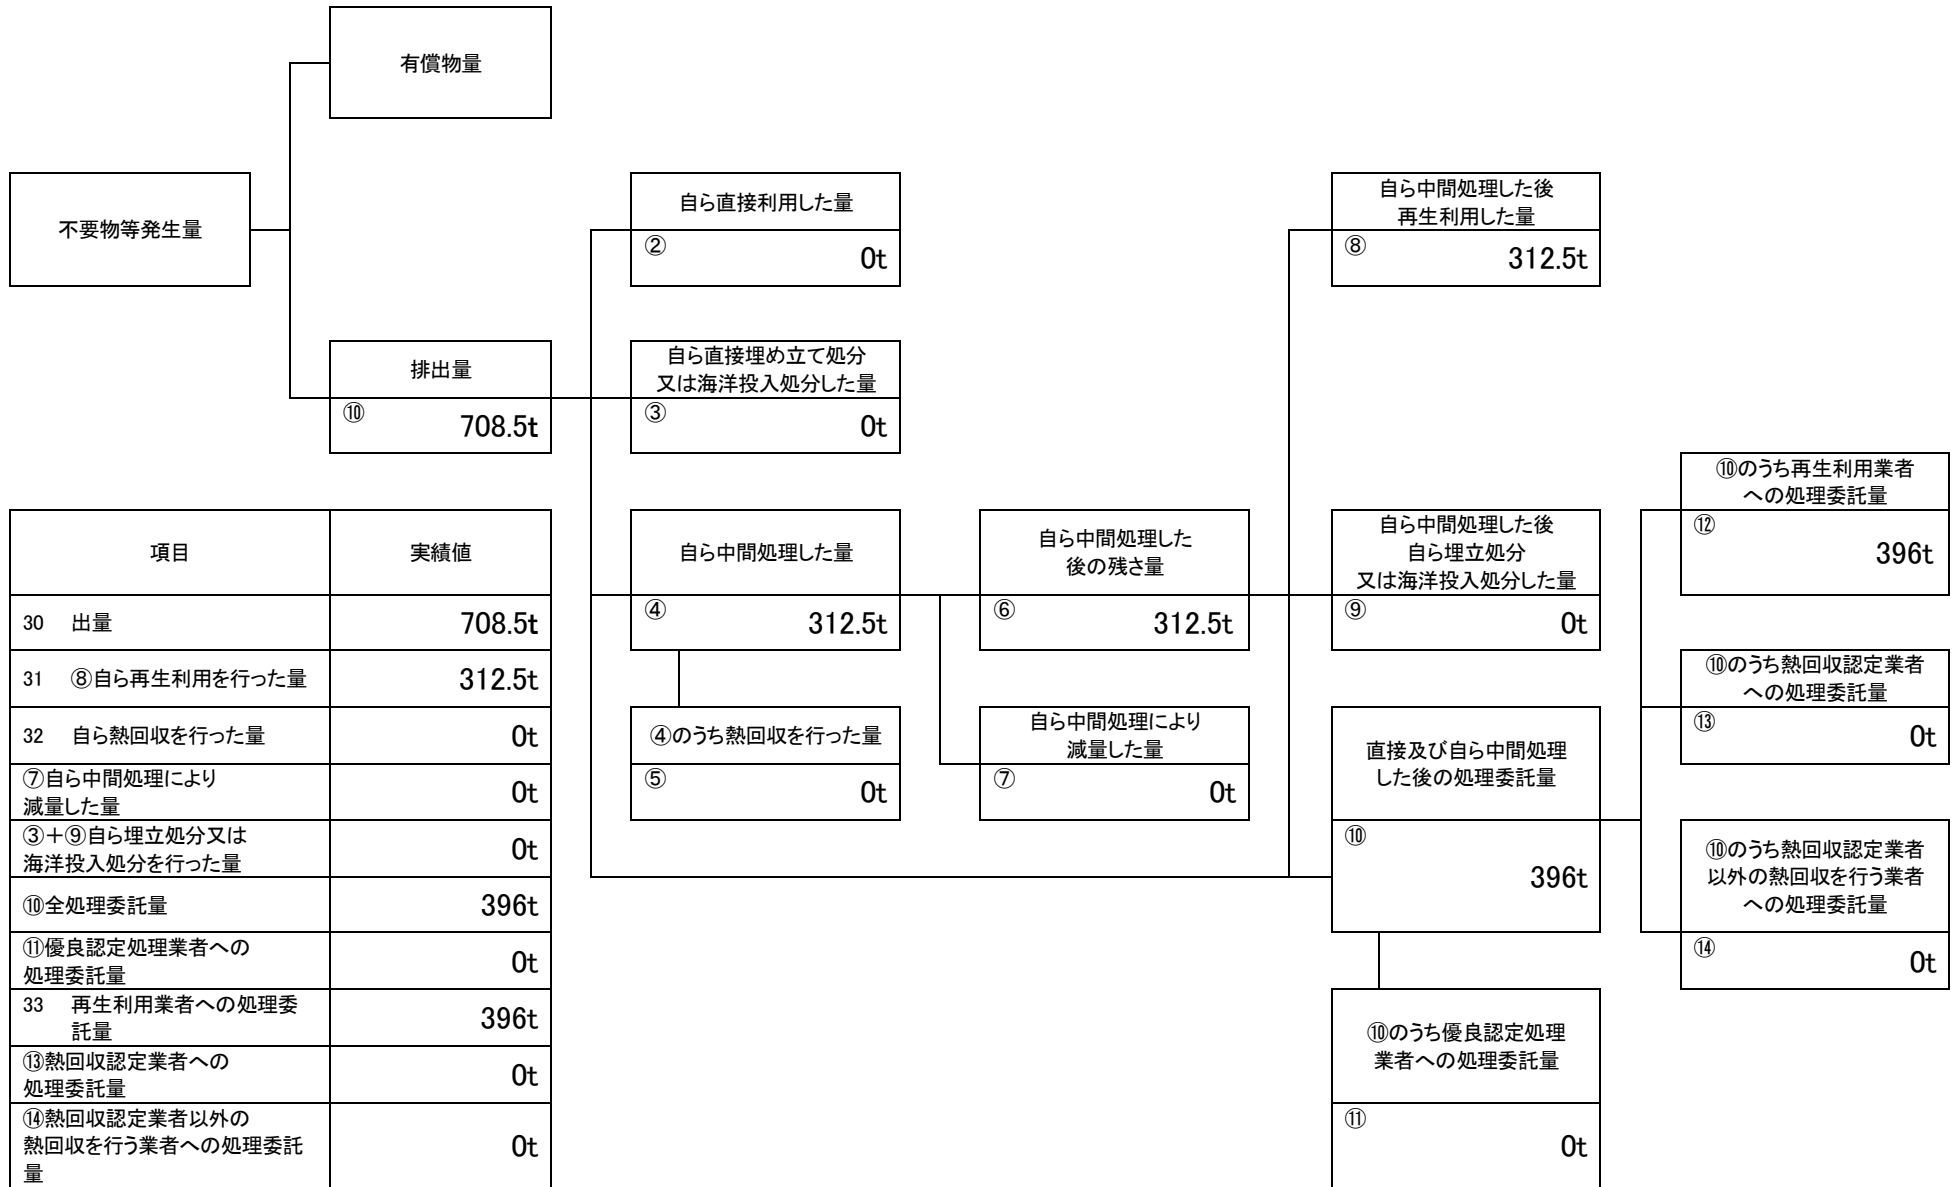 有償物量
不要物等発生量
排出量
⑩
708.5t
自ら直接利用した量
②
0t
自ら直接埋め立て処分
又は海洋投入処分した量
③
0t
自ら中間処理した量
④
312.5t
④のうち熱回収を行った量
⑤
0t
自ら中間処理した
後の残さ量
⑥
312.5t
自ら中間処理により
減量した量
⑦
0t
自ら中間処理した後
再生利用した量
⑧
312.5t
自ら中間処理した後
自ら埋立処分
又は海洋投入処分した量
⑨
0t
直接及び自ら中間処理
した後の処理委託量
⑩
396t
⑩のうち優良認定処理
業者への処理委託量
⑪
0t
⑩のうち再生利用業者
への処理委託量
⑫
396t
⑩のうち熱回収認定業者
への処理委託量
⑬
0t
⑩のうち熱回収認定業者
以外の熱回収を行う業者
への処理委託量
⑭
0t
項目 実績値
30 出量 708.5t
31 ⑧自ら再生利用を行った量 312.5t
32 自ら熱回収を行った量 0t
⑦自ら中間処理により
減量した量
0t
③＋⑨自ら埋立処分又は
海洋投入処分を行った量
0t
⑩全処理委託量 396t
⑪優良認定処理業者への
処理委託量
0t
33 再生利用業者への処理委
託量
396t
⑬熱回収認定業者への
処理委託量
0t
⑭熱回収認定業者以外の
熱回収を行う業者への処理委託
量
0t